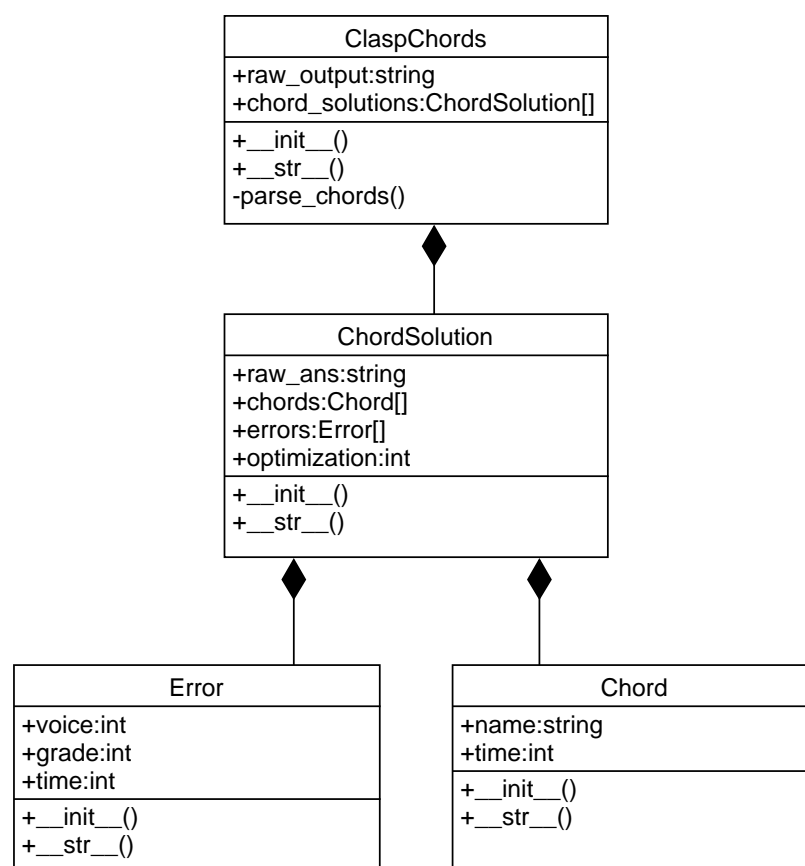 ClaspChords
+raw_output:string
+chord_solutions:ChordSolution[]
+__init__()
+__str__()
-parse_chords()
ChordSolution
+raw_ans:string
+chords:Chord[]
+errors:Error[]
+optimization:int
+__init__()
+__str__()
Error
+voice:int
+grade:int
+time:int
+__init__()
+__str__()
Chord
+name:string
+time:int
+__init__()
+__str__()